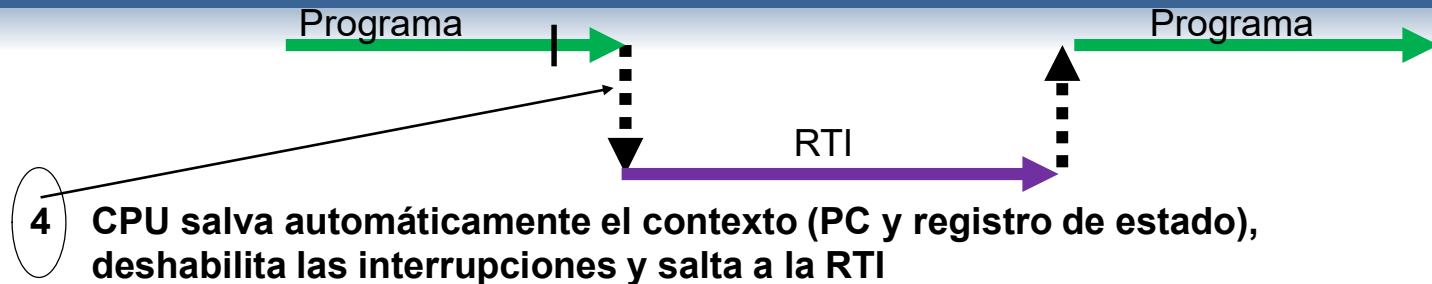 Programa
Programa
RTI
4
CPU salva automáticamente el contexto (PC y registro de estado),
deshabilita las interrupciones y salta a la RTI